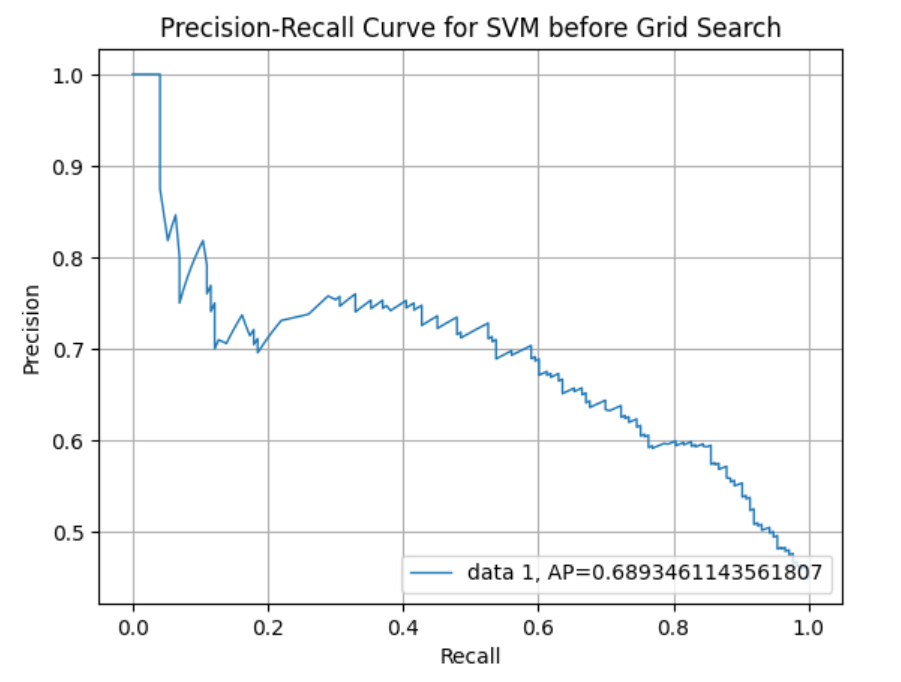 Precision-Recall Curve for SVM before Grid Search
1.0
0.9
0.8
0.7
0.6
0.5
Precision
data 1, AP=0.6893461143561807
0.0 0.2 0.4 0.6 0.8 1.0
Recall